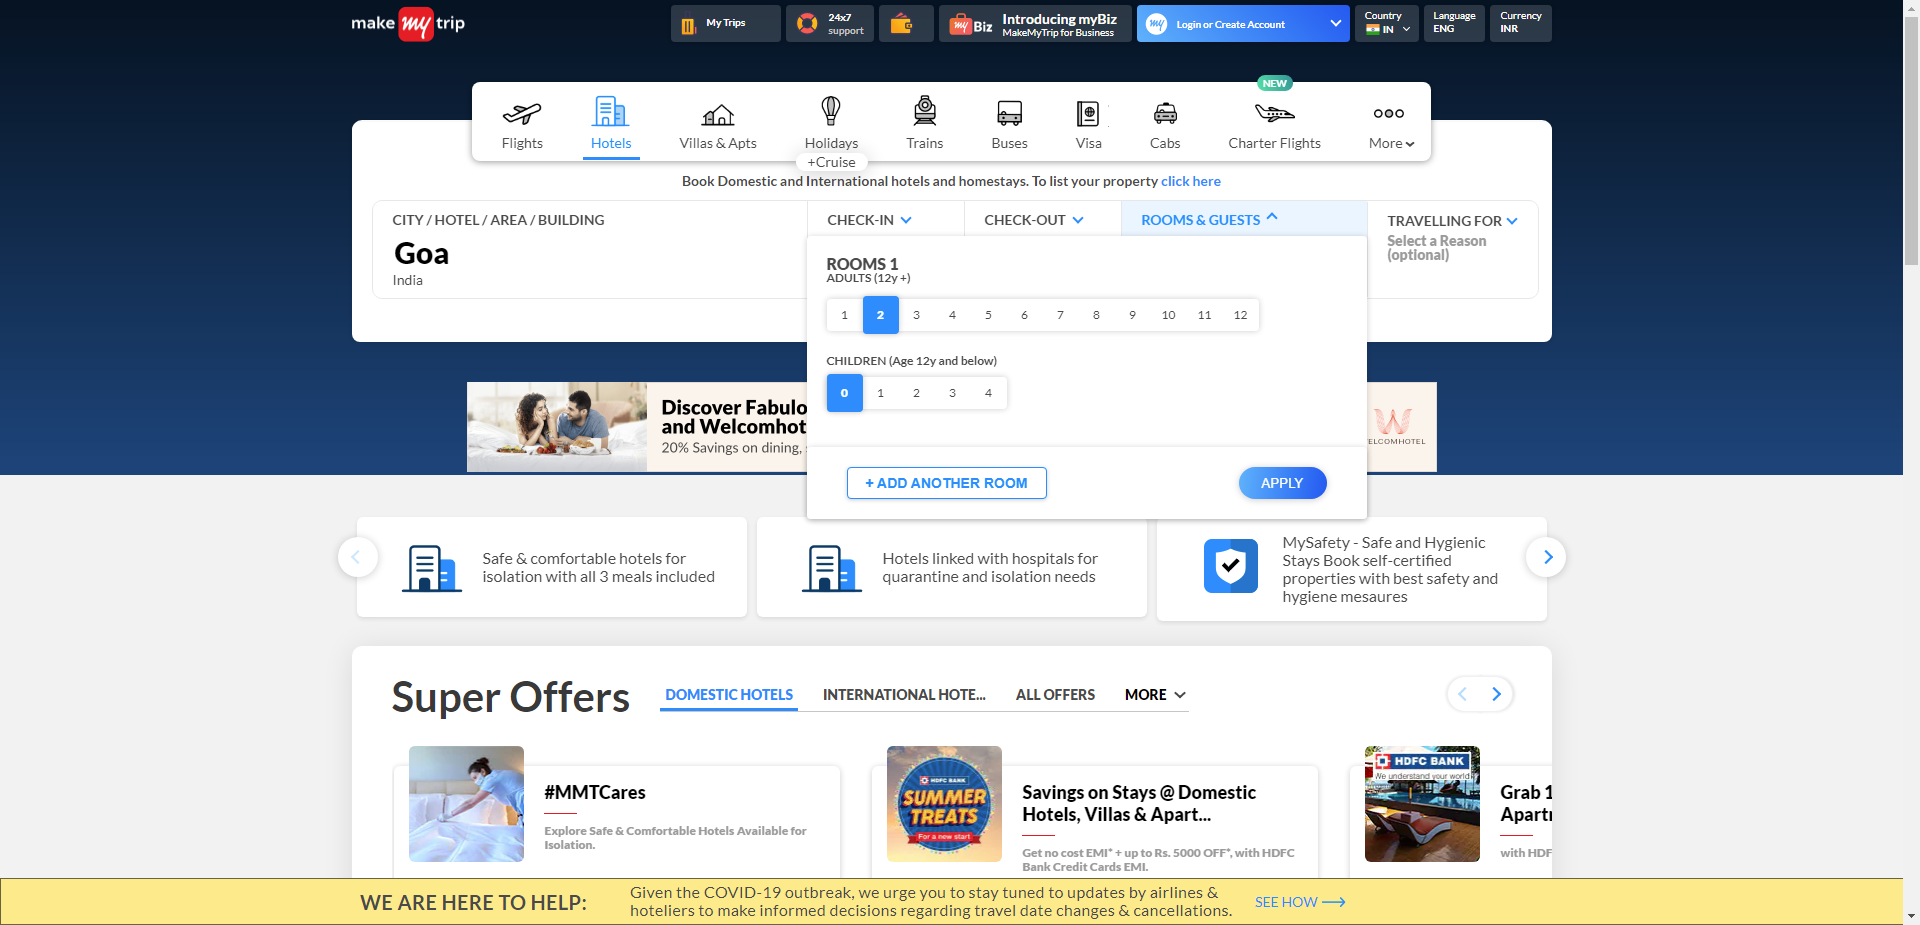 make my trip
My Trips
24x7
support
my Biz
Introducing myBiz
MakeMyTrip for Business
my
Login or Create Account
Country
IN
Language
ENG
Currency
INR
NEW
Flights
Hotels
Villas & Apts
Holidays
+Cruise
Trains
Buses
Visa
Cabs
Charter Flights
More
Book Domestic and International hotels and homestays. To list your property click here
CITY / HOTEL / AREA / BUILDING
Goa
India
CHECK-IN
CHECK-OUT
ROOMS & GUESTS
TRAVELLING FOR
Select a Reason
(optional)
ROOMS 1
ADULTS (12y +)
1 2 3 4 5 6 7 8 9 10 11 12
CHILDREN (Age 12y and below)
0 1 2 3 4
+ ADD ANOTHER ROOM
APPLY
Discover Fabulo
and Welcomhot
20% Savings on dining,
ELCOMHOTEL
Safe & comfortable hotels for
isolation with all 3 meals included
Hotels linked with hospitals for
quarantine and isolation needs
MySafety - Safe and Hygienic
Stays Book self-certified
properties with best safety and
hygiene mesaures
Super Offers
DOMESTIC HOTELS
INTERNATIONAL HOTE...
ALL OFFERS
MORE
#MMTCares
Explore Safe & Comfortable Hotels Available for
Isolation.
HDFC BANK
SUMMER
TREATS
For a new start
Savings on Stays @ Domestic
Hotels, Villas & Apart...
Get no cost EMI* + up to Rs. 5000 OFF*, with HDFC
Bank Credit Cards EMI.
HDFC BANK
We understand your world
Grab 1
Apartr
with HDF
WE ARE HERE TO HELP:
Given the COVID-19 outbreak, we urge you to stay tuned to updates by airlines &
hoteliers to make informed decisions regarding travel date changes & cancellations.
SEE HOW